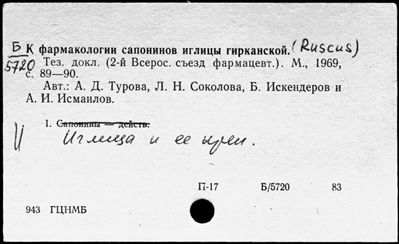 Б К фармакологии сапонинов иглицы гирканской. (Ruscus)
5720 Тез. докл. (2-й Всерос. съезд фармацевт.). М., 1969,
с. 89—90.
Авт.: А. Д. Турова, Л. Н. Соколова, Б. Искендеров и
А. И. Исмаилов.
1. Сапонины — действ.
Иглица и ее преп.
П-17 Б/5720 83
943 ГЦНМБ